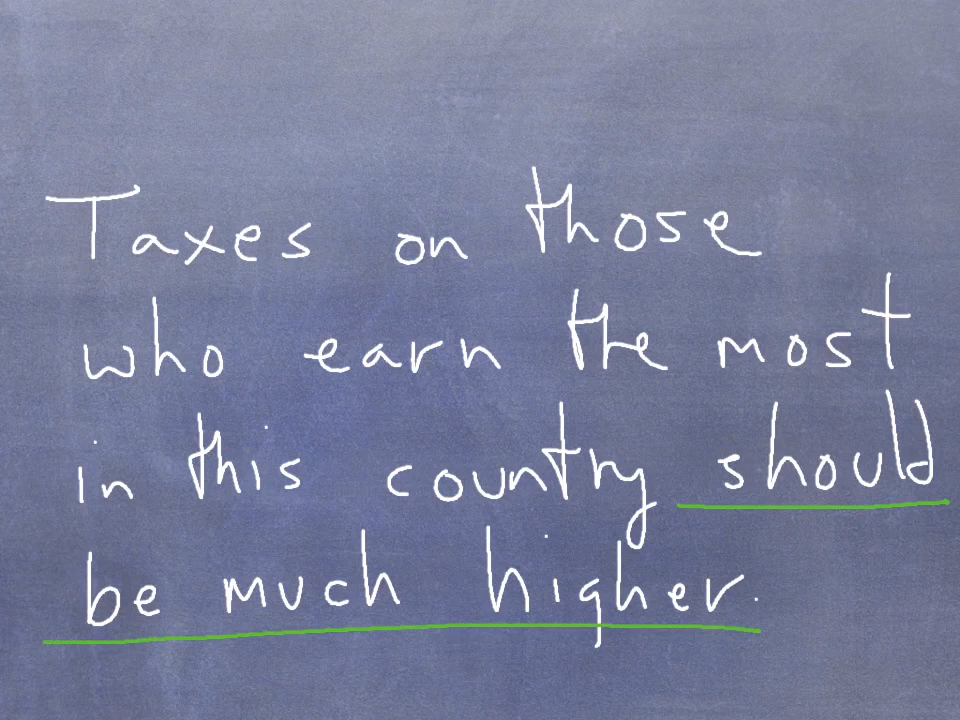 Taxes on those
who earn the most
in this country should
be much higher.